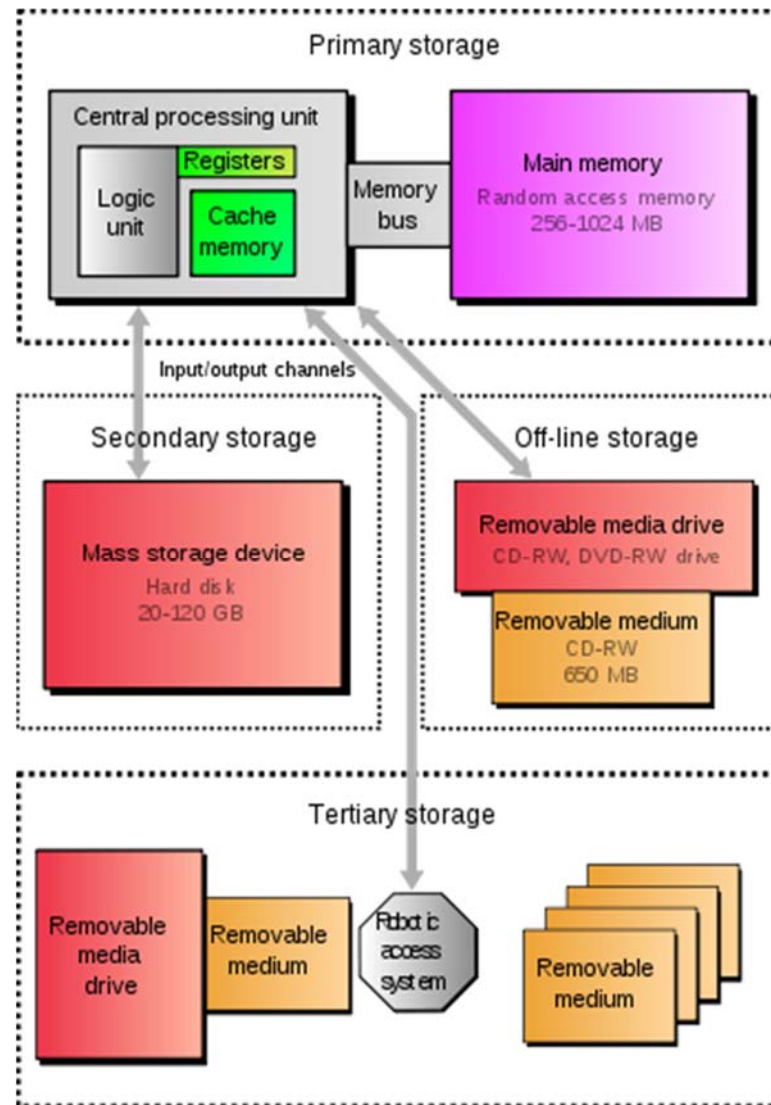 Primary storage
Central processing unit
Registers
Logic
unit
Cache
memory
Memory
bus
Main memory
Random access memory
256-1024 MB
Input/output channels
Secondary storage
Mass storage device
Hard disk
20-120 GB
Off-line storage
Removable media drive
CD-RW, DVD-RW drive
Removable medium
CD-RW
650 MB
Tertiary storage
Removable
media
drive
Removable
medium
Robotic
access
system
Removable
medium